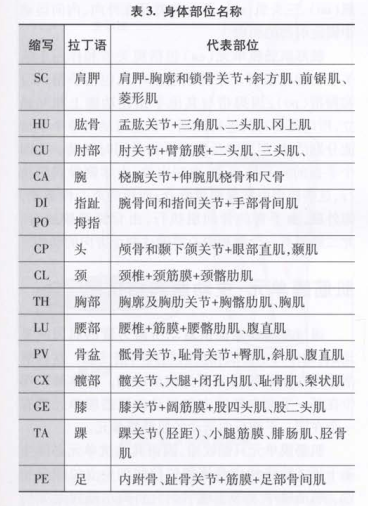 表 3. 身体部位名称
缩写 拉丁语 代表部位
SC 肩胛 肩胛-胸廓和锁骨关节+斜方肌、前锯肌、
菱形肌
HU 肱骨 盂肱关节+三角肌、二头肌、冈上肌
CU 肘部 肘关节+臂筋膜+二头肌、三头肌、
CA 腕 桡腕关节+伸腕肌桡骨和尺骨
DI 指趾 腕骨间和指间关节+手部骨间肌
PO 拇指
CP 头 颅骨和颞下颌关节+眼部直肌,颞肌
CL 颈 颈椎+颈筋膜+颈髂肋肌
TH 胸部 胸廓及胸肋关节+胸髂肋肌、胸肌
LU 腰部 腰椎+筋膜+腰髂肋肌、腹直肌
PV 骨盆 骶骨关节,耻骨关节+臀肌,斜肌、腹直肌
CX 髋部 髋关节、大腿+闭孔内肌、耻骨肌、梨状肌
GE 膝 膝关节+阔筋膜+股四头肌、股二头肌
TA 踝 踝关节(胫距)、小腿筋膜、腓肠肌、胫骨
肌
PE 足 内跗骨、趾骨关节+筋膜+足部骨间肌